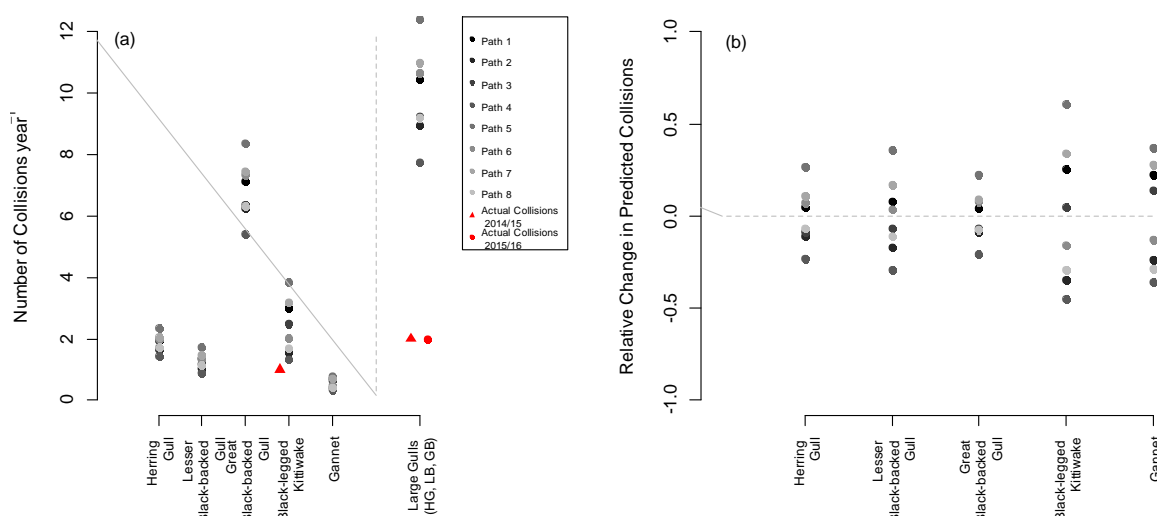 (a)
Number of Collisions year⁻¹
12
10
8
6
4
2
0
Herring
Gull
Lesser
Black-backed
Gull
Great
Black-backed
Gull
Black-legged
Kittiwake
Gannet
Large Gulls
(HG, LB, GB)
Path 1
Path 2
Path 3
Path 4
Path 5
Path 6
Path 7
Path 8
Actual Collisions
2014/15
Actual Collisions
2015/16
(b)
Relative Change in Predicted Collisions
1.0
0.5
0.0
-0.5
-1.0
Herring
Gull
Lesser
Black-backed
Gull
Great
Black-backed
Gull
Black-legged
Kittiwake
Gannet